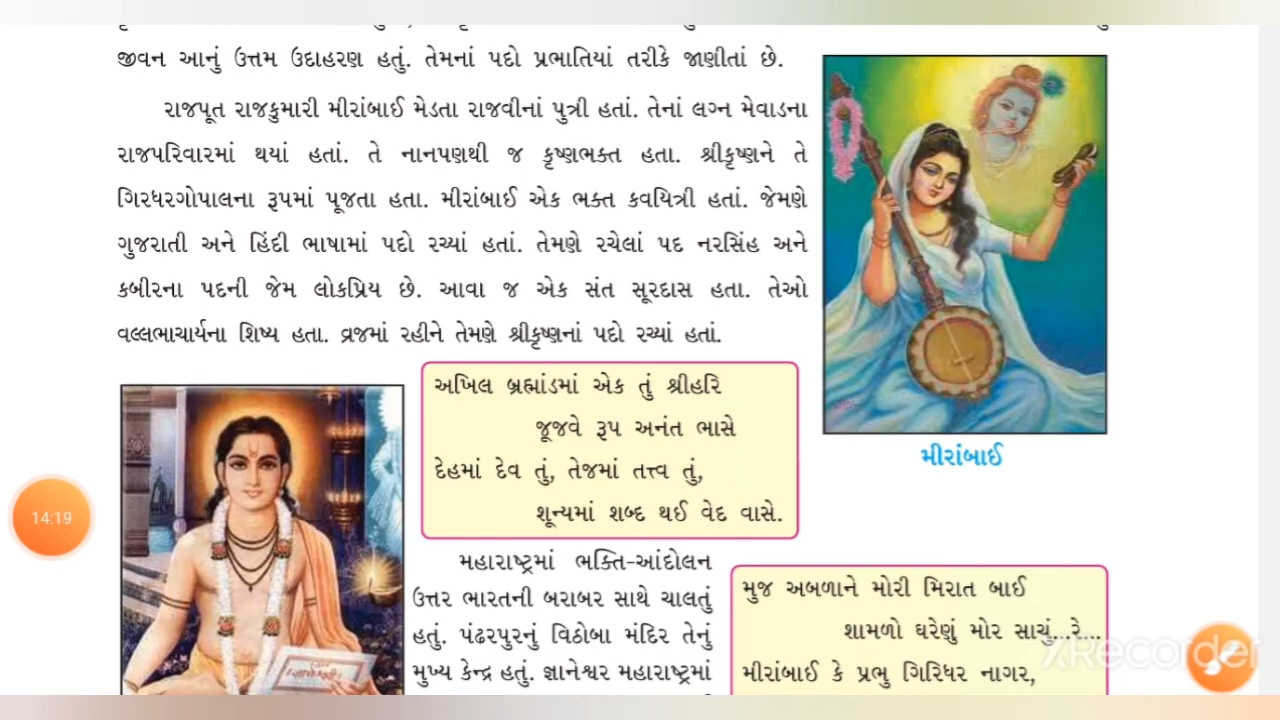 જીવન આનું ઉત્તમ ઉદાહરણ હતું. તેમનાં પદો પ્રભાતિયાં તરીકે જાણીતાં છે.
રાજપૂત રાજકુમારી મીરાંબાઈ મેડતા રાજવીનાં પુત્રી હતાં. તેનાં લગ્ન મેવાડના
રાજપરિવારમાં થયાં હતાં. તે નાનપણથી જ કૃષ્ણભક્ત હતા. શ્રીકૃષ્ણને તે
ગિરધરગોપાલના રૂપમાં પૂજતા હતા. મીરાંબાઈ એક ભક્ત કવયિત્રી હતાં. જેમણે
ગુજરાતી અને હિંદી ભાષામાં પદો રચ્યાં હતાં. તેમણે રચેલાં પદ નરસિંહ અને
કબીરના પદની જેમ લોકપ્રિય છે. આવા જ એક સંત સૂરદાસ હતા. તેઓ
વલ્લભાચાર્યના શિષ્ય હતા. વ્રજમાં રહીને તેમણે શ્રીકૃષ્ણનાં પદો રચ્યાં હતાં.
મીરાંબાઈ
અખિલ બ્રહ્માંડમાં એક તું શ્રીહરિ
જૂજવે રૂપ અનંત ભાસે
દેહમાં દેવ તું, તેજમાં તત્ત્વ તું,
શૂન્યમાં શબ્દ થઈ વેદ વાસે.
14:19
મહારાષ્ટ્રમાં ભક્તિ-આંદોલન
ઉત્તર ભારતની બરાબર સાથે ચાલતું
હતું. પંઢરપુરનું વિઠોબા મંદિર તેનું
મુખ્ય કેન્દ્ર હતું. જ્ઞાનેશ્વર મહારાષ્ટ્રમાં
મુજ અબળાને મોરી મિરાત બાઈ
શામળો ઘરેણું મોર સાચું...રે...
મીરાંબાઈ કે પ્રભુ ગિરિધર નાગર,
XRecorder